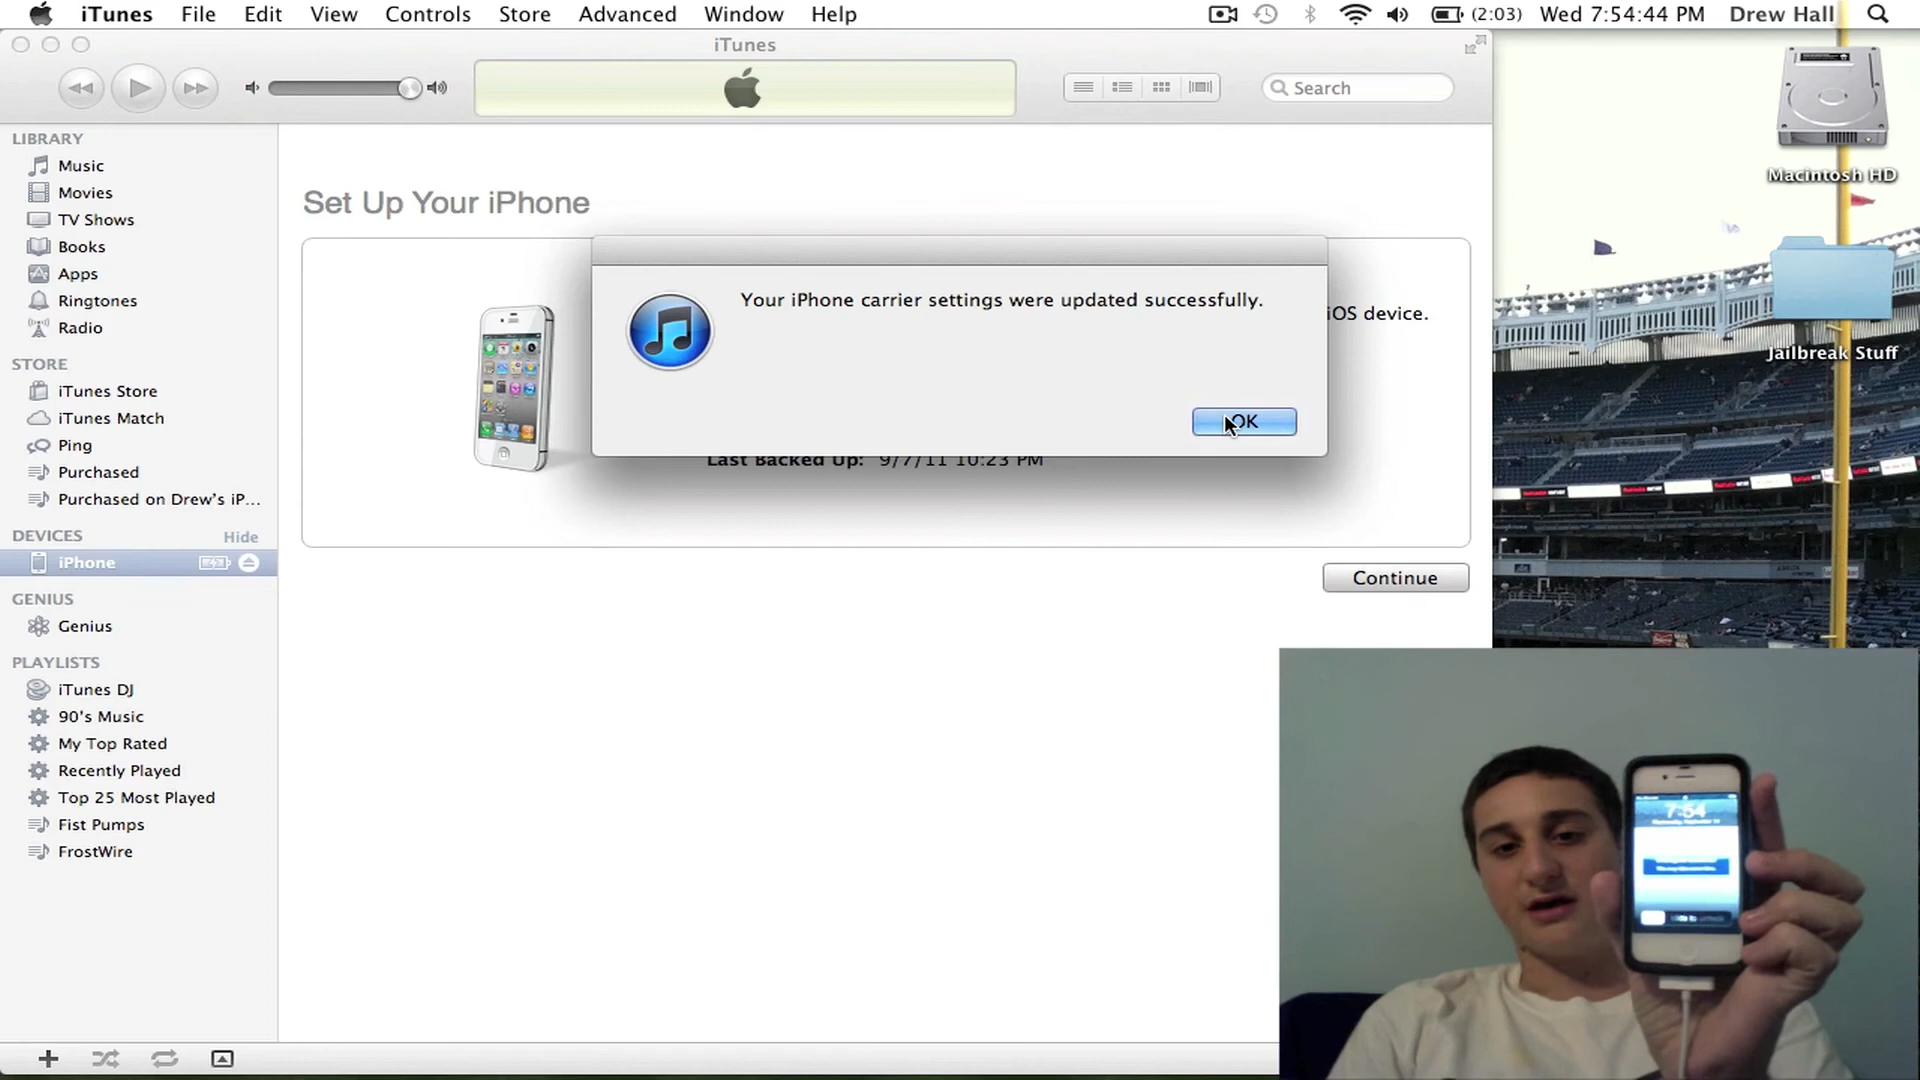 iTunes File Edit View Controls Store Advanced Window Help (2:03) Wed 7:54:44 PM Drew Hall
iTunes
Search
LIBRARY
Music
Movies
TV Shows
Books
Apps
Ringtones
Radio
STORE
iTunes Store
iTunes Match
Ping
Purchased
Purchased on Drew's iP...
DEVICES Hide
iPhone
GENIUS
Genius
PLAYLISTS
iTunes DJ
90's Music
My Top Rated
Recently Played
Top 25 Most Played
Fist Pumps
FrostWire
Set Up Your iPhone
Your iPhone carrier settings were updated successfully.
iOS device.
OK
Last Backed Up: 9/7/11 10:23 PM
Continue
Macintosh HD
Jailbreak Stuff
7:54
slide to unlock